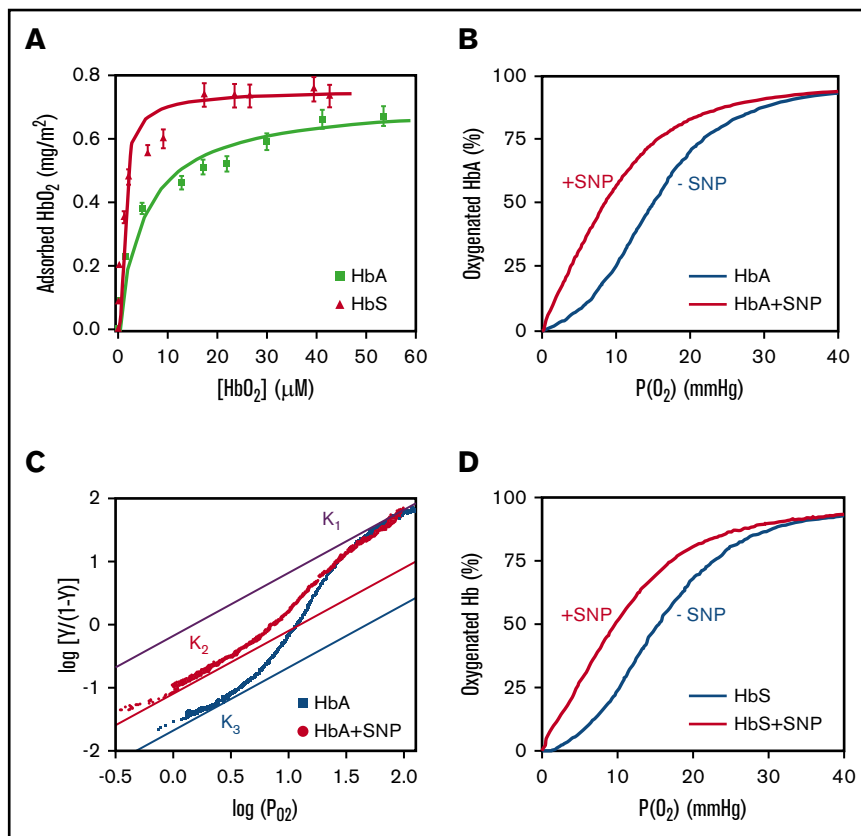 A
0.8
0.6
0.4
0.2
0.0
Adsorbed HbO₂ (mg/m²)
HbA
HbS
0 10 20 30 40 50 60
[HbO₂] (μM)
B
100
75
50
25
0
Oxygenated HbA (%)
+SNP
- SNP
HbA
HbA+SNP
0 10 20 30 40
P(O₂) (mmHg)
C
2
1
0
-1
-2
log [Y/(1-Y)]
K₁
K₂
K₃
HbA
HbA+SNP
-0.5 0.0 0.5 1.0 1.5 2.0
log (P₀₂)
D
100
75
50
25
0
Oxygenated Hb (%)
+SNP
- SNP
HbS
HbS+SNP
0 10 20 30 40
P(O₂) (mmHg)